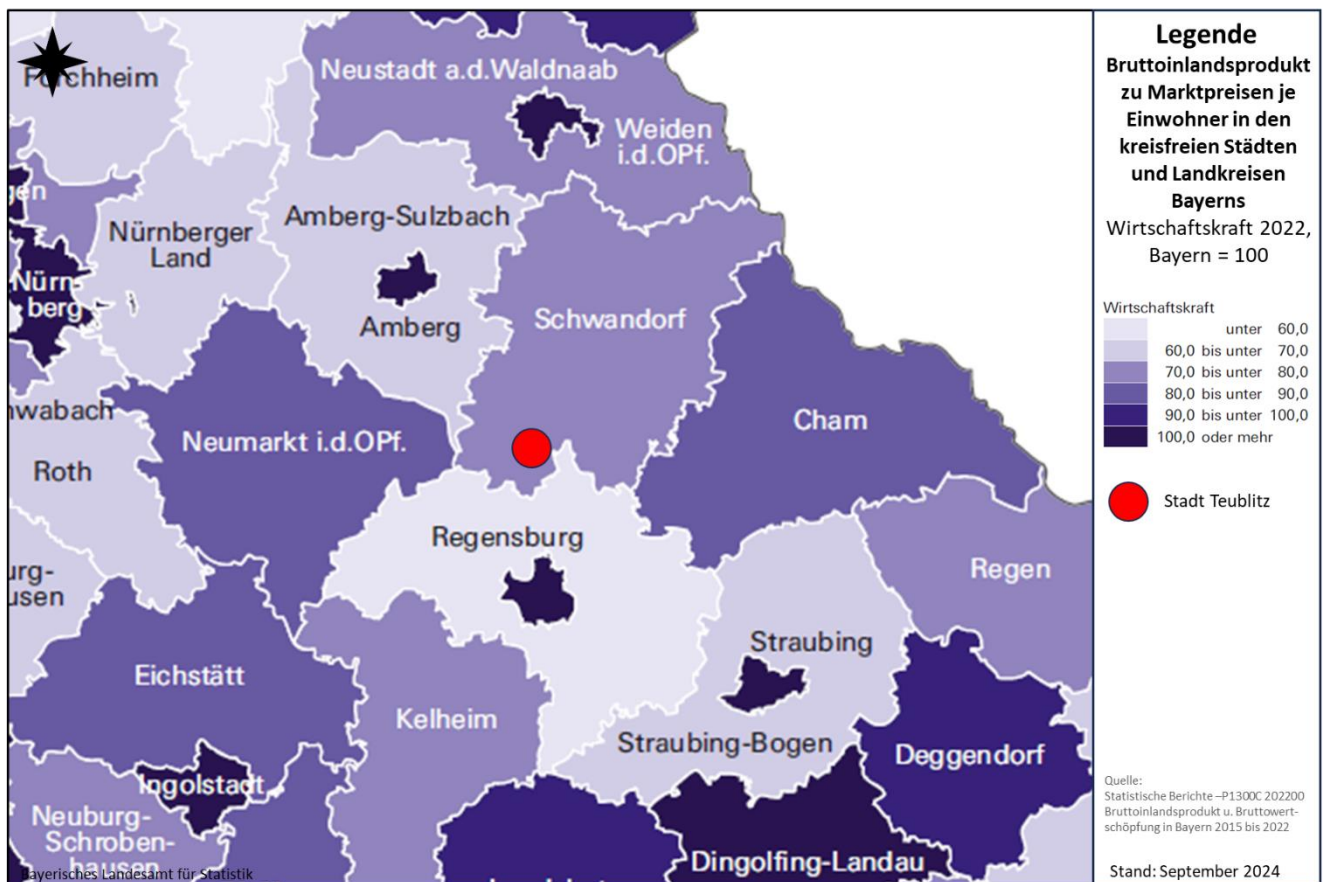 Forchheim
Neustadt a.d.Waldnaab
Weiden
i.d.OPf.
gen
Nürnberger
Land
Amberg-Sulzbach
Nürn-
berg
Amberg
Schwandorf
hwabach
Neumarkt i.d.OPf.
Cham
Roth
Regensburg
urg-
usen
Regen
Straubing
Eichstätt
Kelheim
Straubing-Bogen
Deggendorf
Ingolstadt
Neuburg-
Schroben-
hausen
Dingolfing-Landau
Bayerisches Landesamt für Statistik
Legende
Bruttoinlandsprodukt
zu Marktpreisen je
Einwohner in den
kreisfreien Städten
und Landkreisen
Bayerns
Wirtschaftskraft 2022,
Bayern = 100
Wirtschaftskraft
unter 60,0
60,0 bis unter 70,0
70,0 bis unter 80,0
80,0 bis unter 90,0
90,0 bis unter 100,0
100,0 oder mehr
Stadt Teublitz
Quelle:
Statistische Berichte –P1300C 202200
Bruttoinlandsprodukt u. Bruttowert-
schöpfung in Bayern 2015 bis 2022
Stand: September 2024